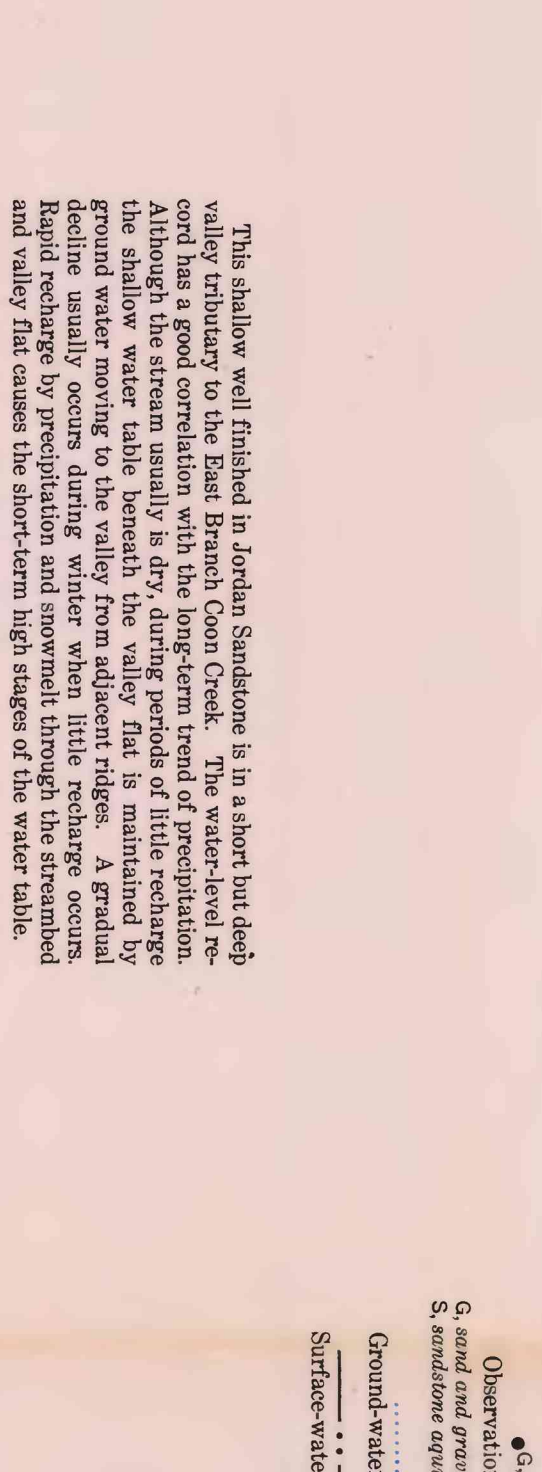 This shallow well finished in Jordan Sandstone is in a short but deep
valley tributary to the East Branch Coon Creek. The water-level re-
cord has a good correlation with the long-term trend of precipitation.
Although the stream usually is dry, during periods of little recharge
the shallow water table beneath the valley flat is maintained by
ground water moving to the valley from adjacent ridges. A gradual
decline usually occurs during winter when little recharge occurs.
Rapid recharge by precipitation and snowmelt through the streambed
and valley flat causes the short-term high stages of the water table.
G,
Observatio
G, sand and grav
S, sandstone aqu
Ground-water
Surface-wate